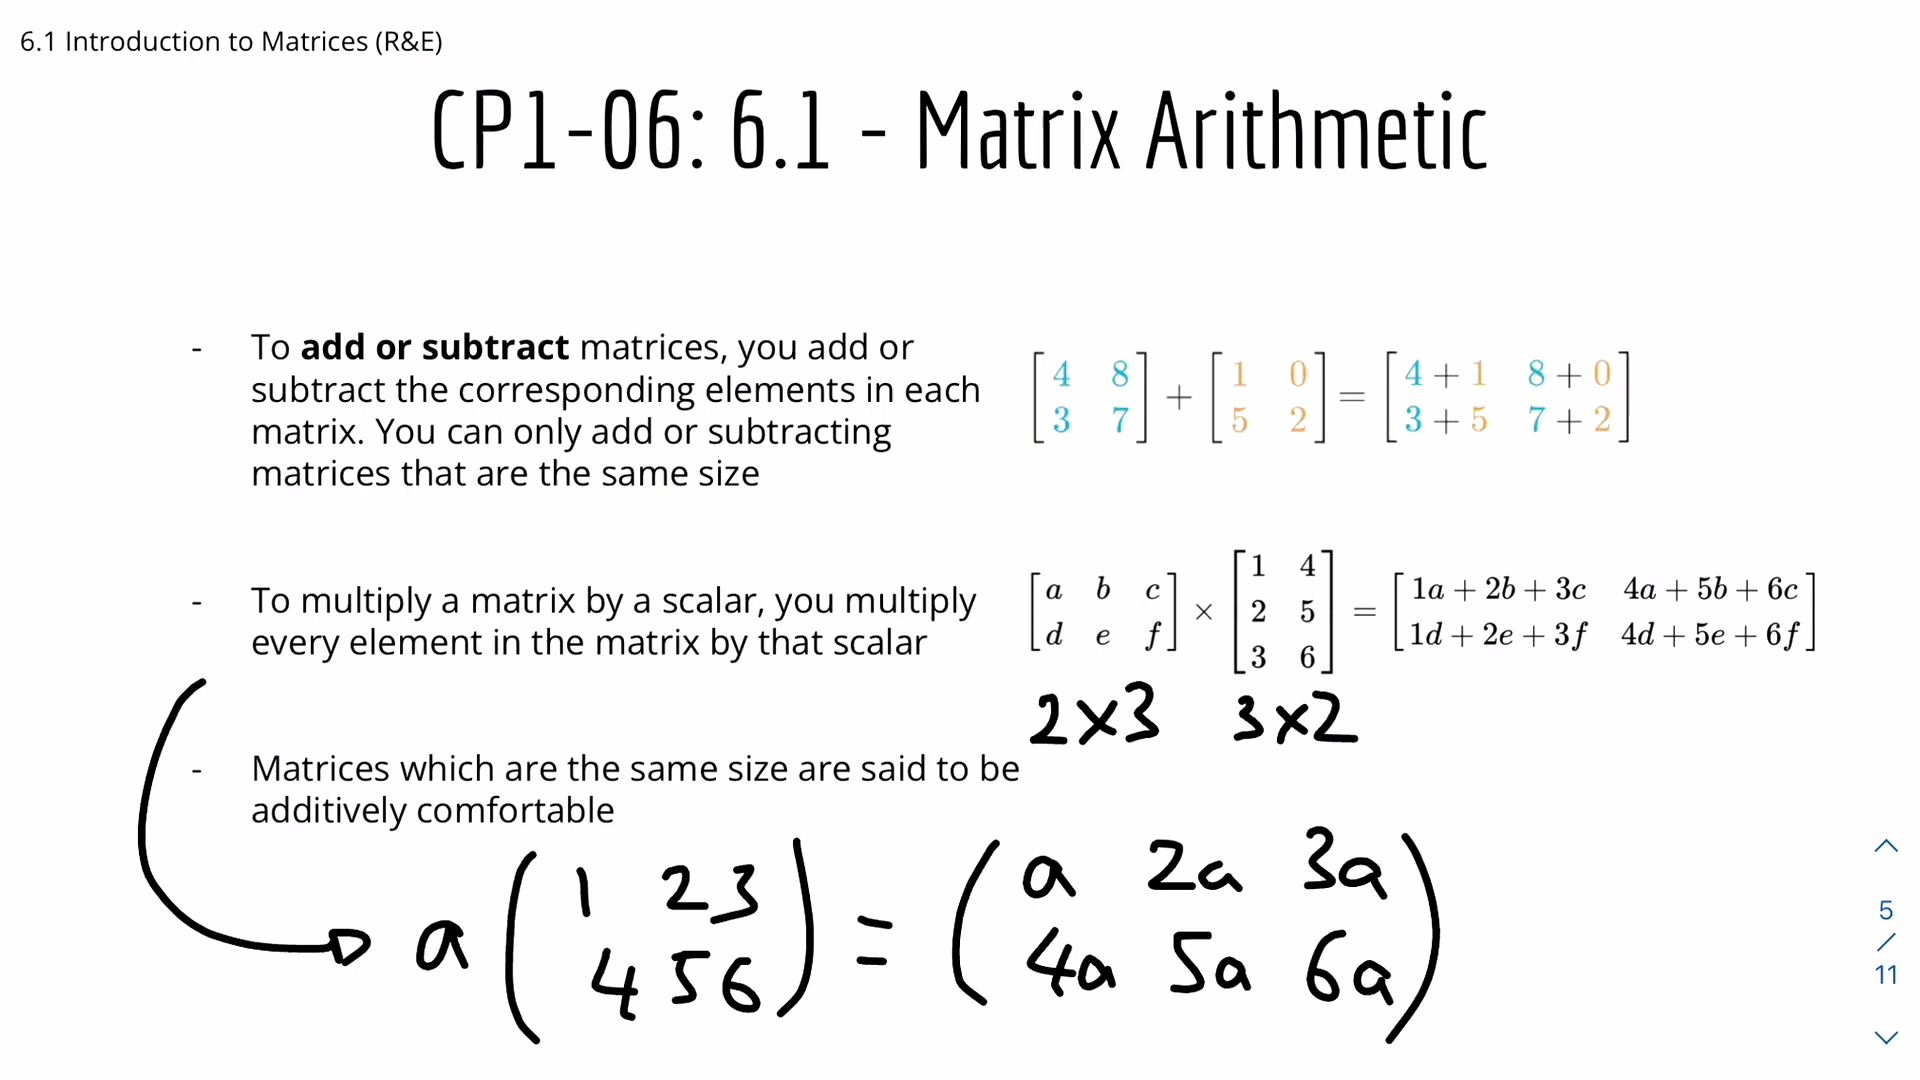 6.1 Introduction to Matrices (R&E)
CP1-06: 6.1 - Matrix Arithmetic
- To add or subtract matrices, you add or
subtract the corresponding elements in each
matrix. You can only add or subtracting
matrices that are the same size
[4 8] + [1 0] = [4 + 1 8 + 0]
[3 7] [5 2] [3 + 5 7 + 2]
- To multiply a matrix by a scalar, you multiply
every element in the matrix by that scalar
[a b c] × [1 4] = [1a + 2b + 3c 4a + 5b + 6c]
[d e f] [2 5] [1d + 2e + 3f 4d + 5e + 6f]
[3 6]
2×3 3×2
- Matrices which are the same size are said to be
additively comfortable
a (1 2 3) = (a 2a 3a)
(4 5 6) (4a 5a 6a)
5
/
11